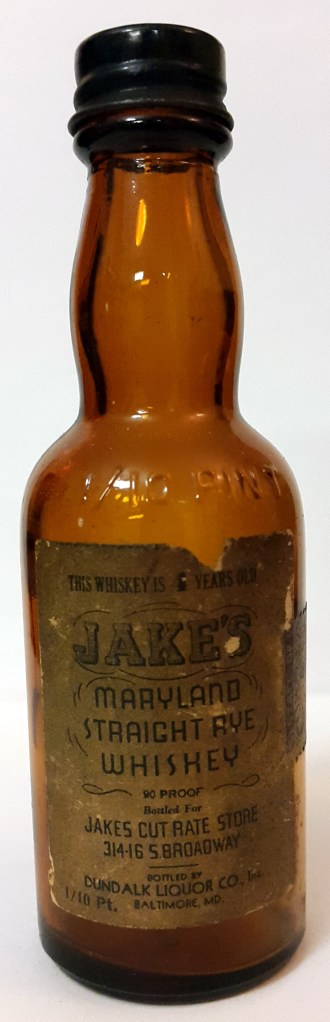 1/10 PINT
THIS WHISKEY IS YEARS OLD
JAKE'S
MARYLAND
STRAIGHT RYE
WHISKEY
90 PROOF
Bottled For
JAKES CUT RATE STORE
314-16 S. BROADWAY
BOTTLED BY
DUNDALK LIQUOR CO., Inc.
1/10 Pt. BALTIMORE, MD.